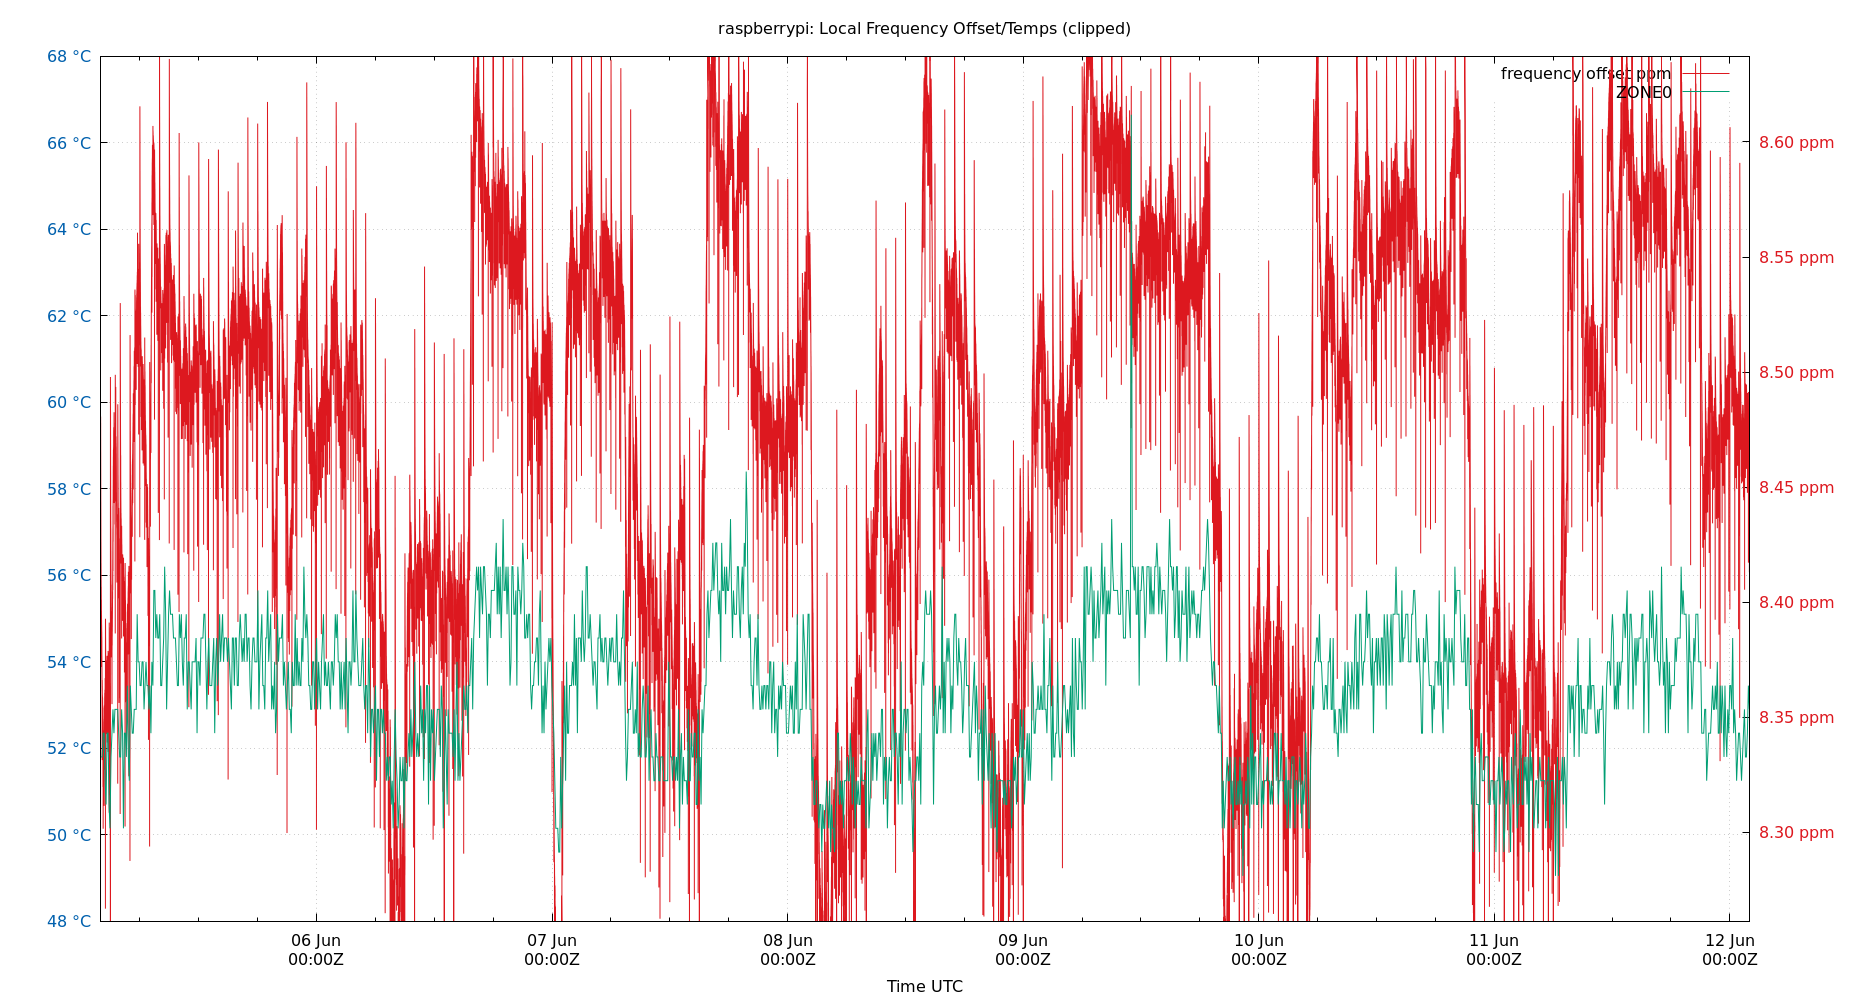 raspberrypi: Local Frequency Offset/Temps (clipped)
68 °C
66 °C
64 °C
62 °C
60 °C
58 °C
56 °C
54 °C
52 °C
50 °C
48 °C
frequency offset ppm
ZONE0
8.60 ppm
8.55 ppm
8.50 ppm
8.45 ppm
8.40 ppm
8.35 ppm
8.30 ppm
06 Jun
00:00Z
07 Jun
00:00Z
08 Jun
00:00Z
09 Jun
00:00Z
10 Jun
00:00Z
11 Jun
00:00Z
12 Jun
00:00Z
Time UTC